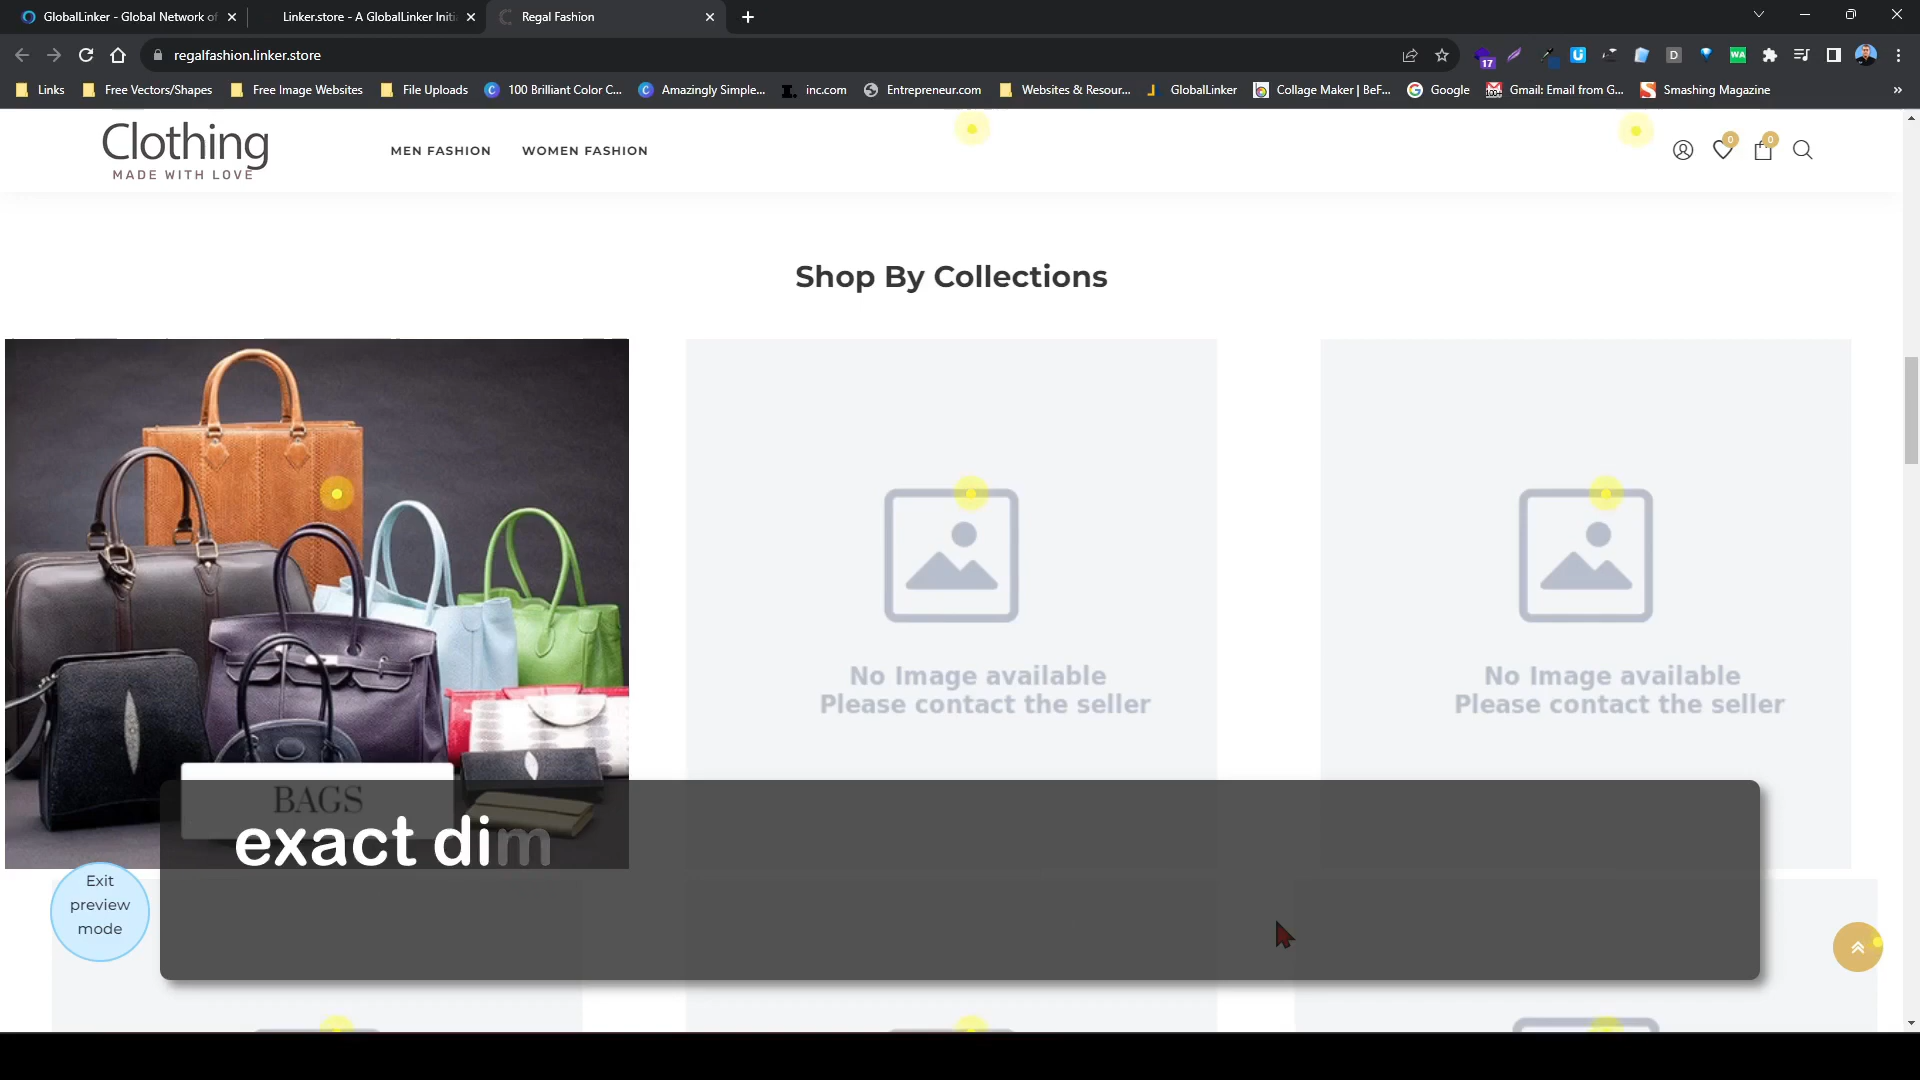 GlobalLinker - Global Network of
Linker.store - A GlobalLinker Initi
Regal Fashion
regalfashion.linker.store
17
D
WA
Links
Free Vectors/Shapes
Free Image Websites
File Uploads
100 Brilliant Color C...
Amazingly Simple...
inc.com
Entrepreneur.com
Websites & Resour...
GlobalLinker
Collage Maker | BeF...
Google
Gmail: Email from G...
Smashing Magazine
»
Clothing
MADE WITH LOVE
MEN FASHION
WOMEN FASHION
0
0
Shop By Collections
No Image available
Please contact the seller
No Image available
Please contact the seller
BAGS
exact dim
Exit
preview
mode